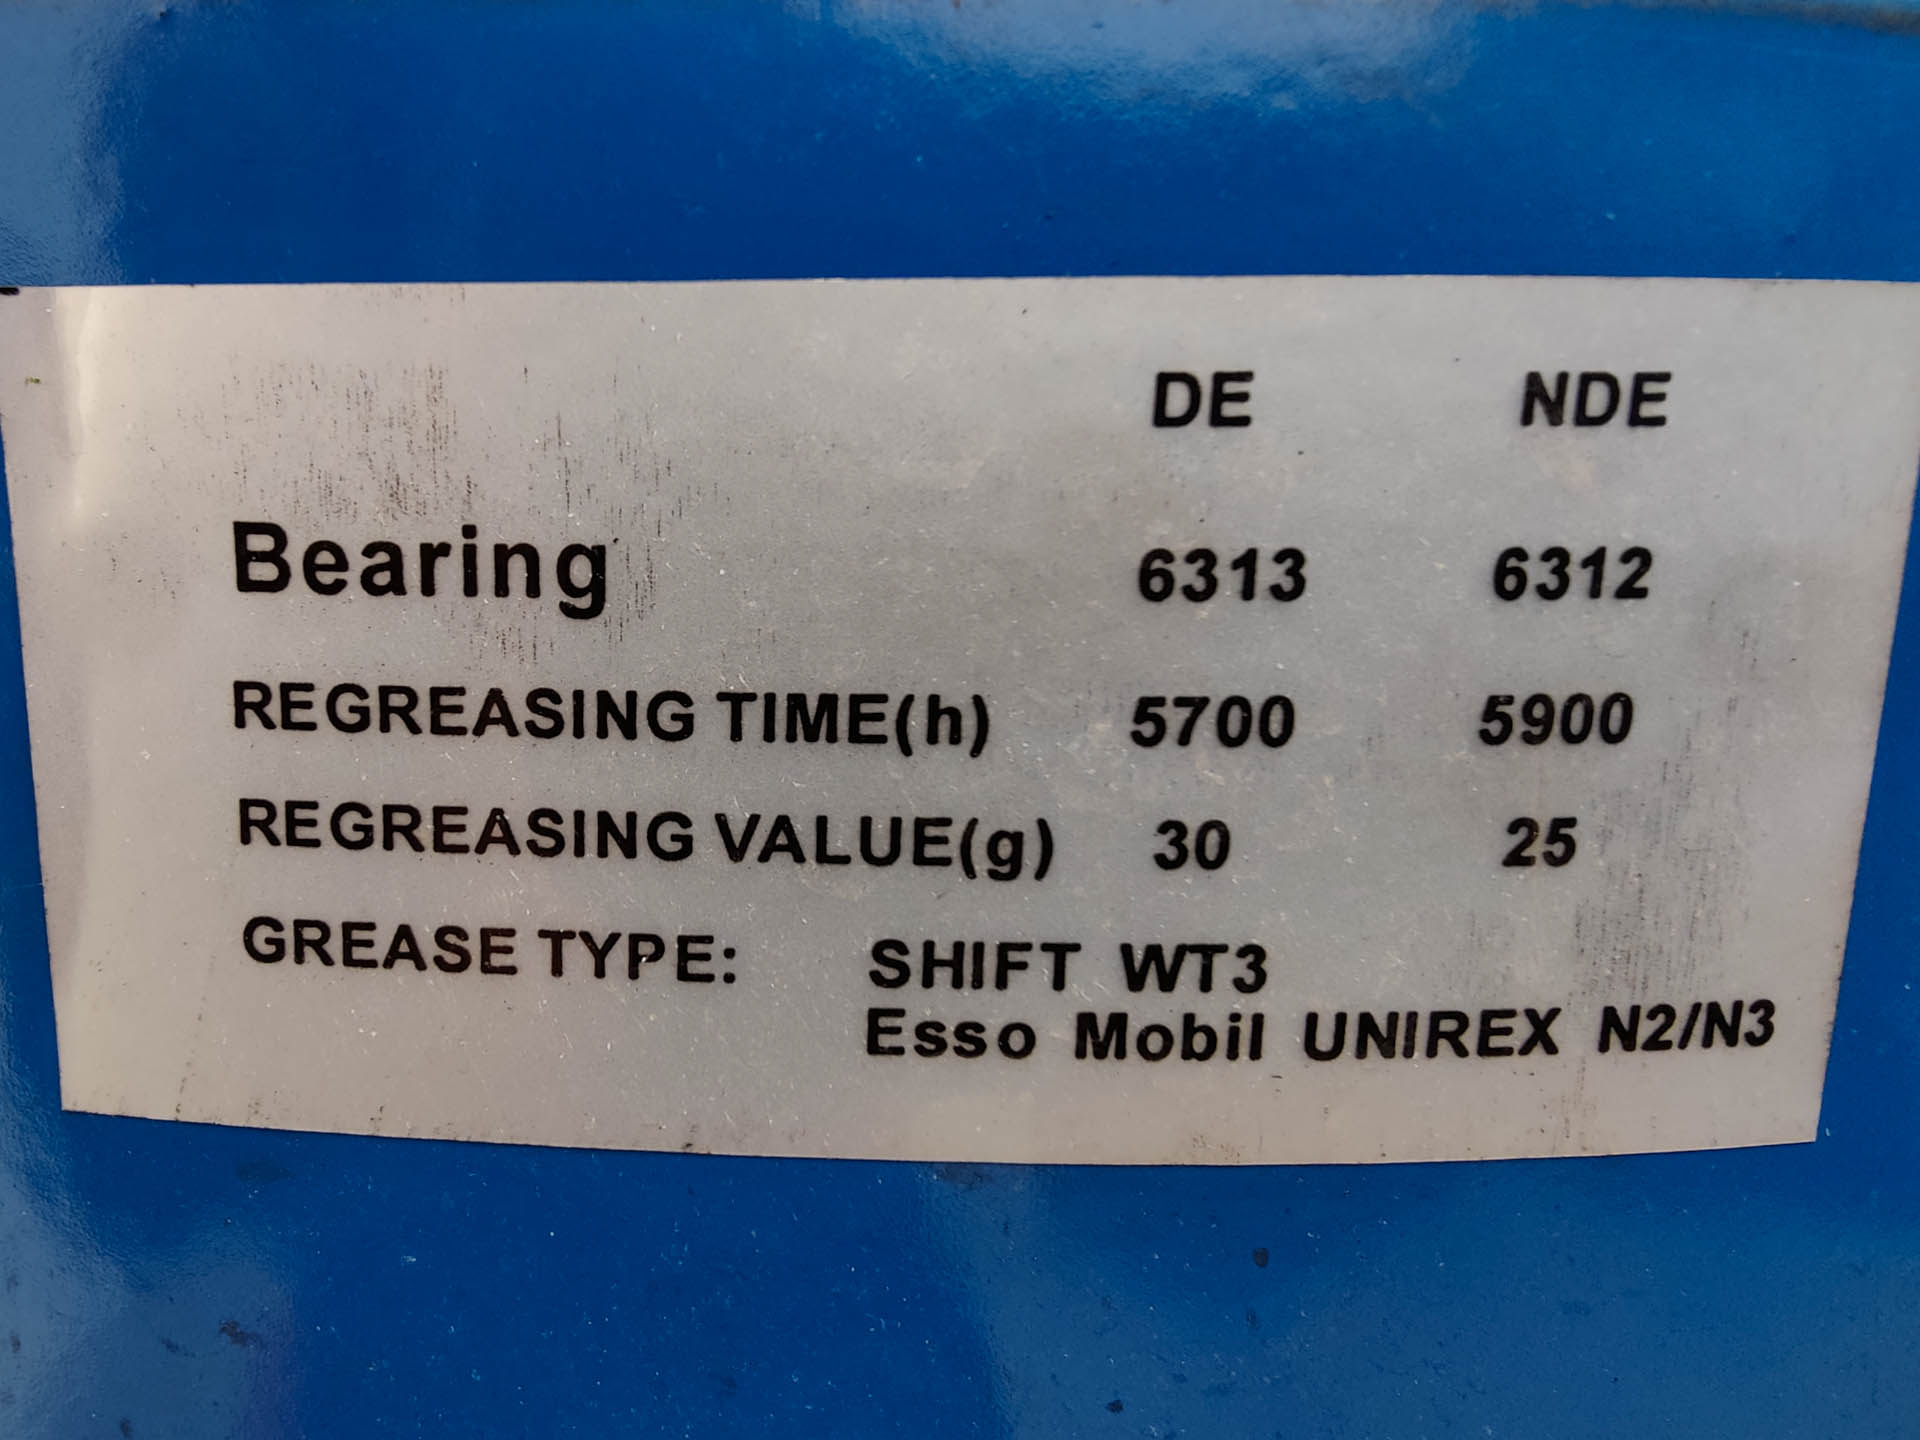 DE NDE
Bearing 6313 6312
REGREASING TIME(h) 5700 5900
REGREASING VALUE(g) 30 25
GREASE TYPE: SHIFT WT3
Esso Mobil UNIREX N2/N3